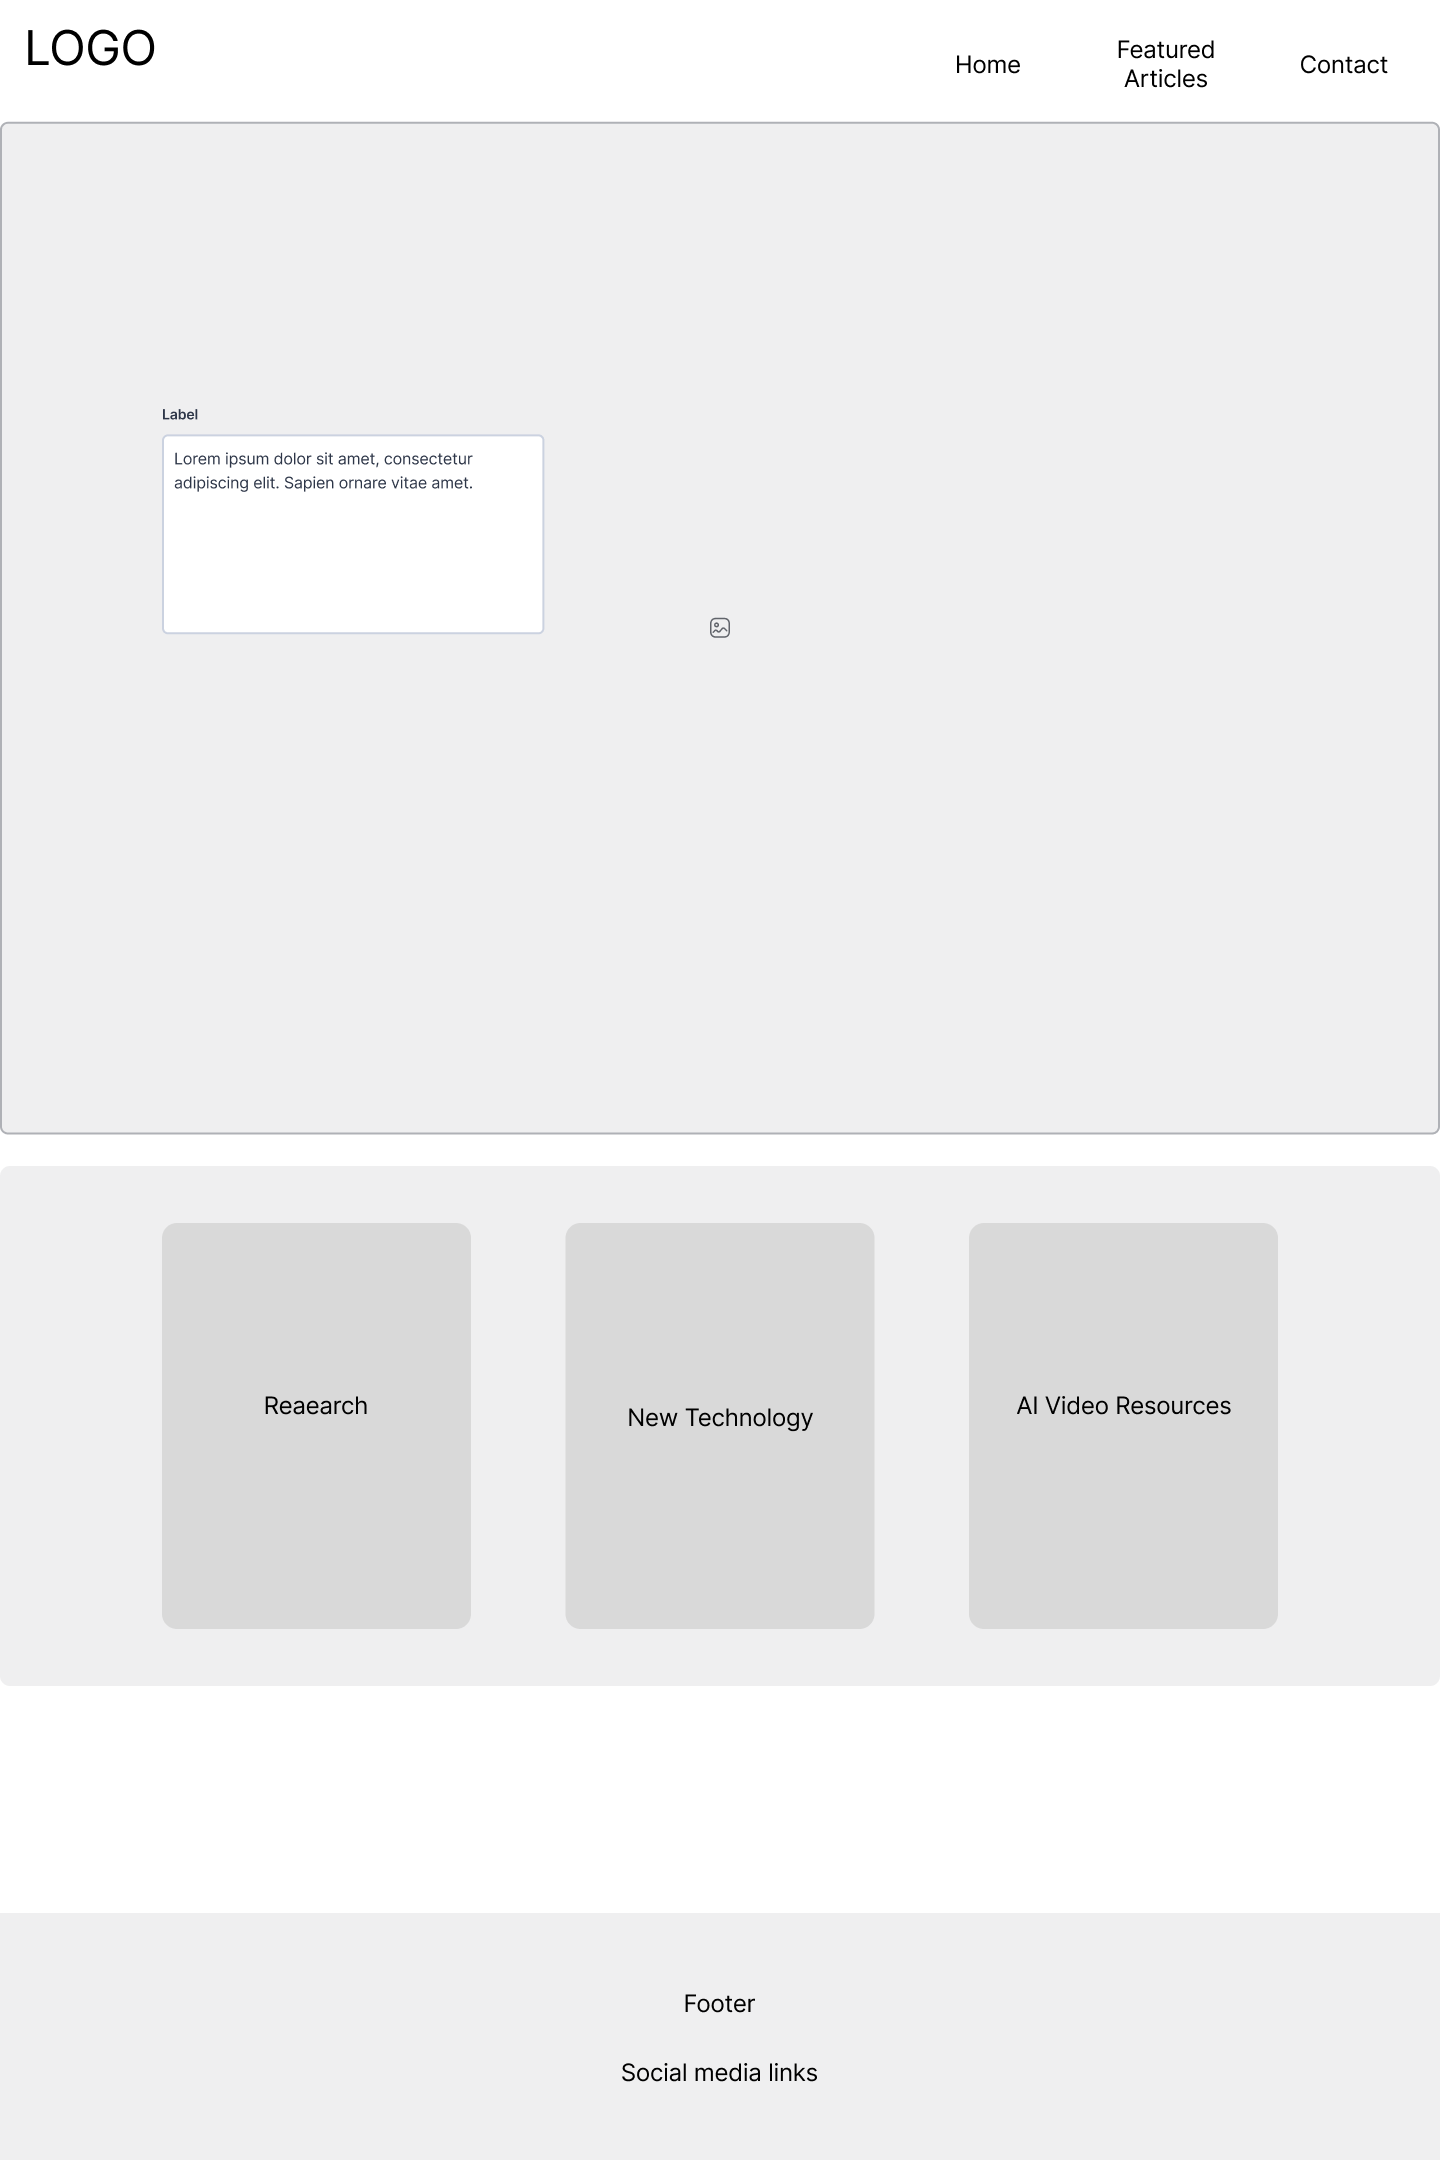 LOGO
Home
Featured
Articles
Contact
Label
Lorem ipsum dolor sit amet, consectetur
adipiscing elit. Sapien ornare vitae amet.
Reaearch
New Technology
AI Video Resources
Footer
Social media links